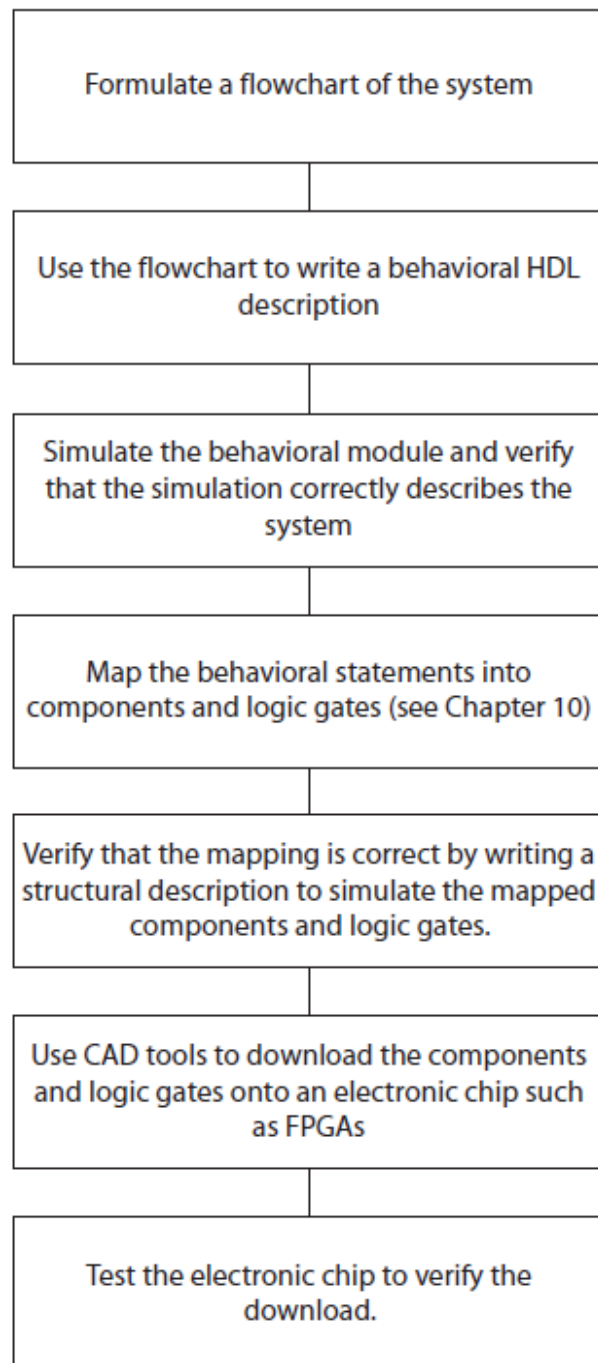 Formulate a flowchart of the system
Use the flowchart to write a behavioral HDL
description
Simulate the behavioral module and verify
that the simulation correctly describes the
system
Map the behavioral statements into
components and logic gates (see Chapter 10)
Verify that the mapping is correct by writing a
structural description to simulate the mapped
components and logic gates.
Use CAD tools to download the components
and logic gates onto an electronic chip such
as FPGAs
Test the electronic chip to verify the
download.